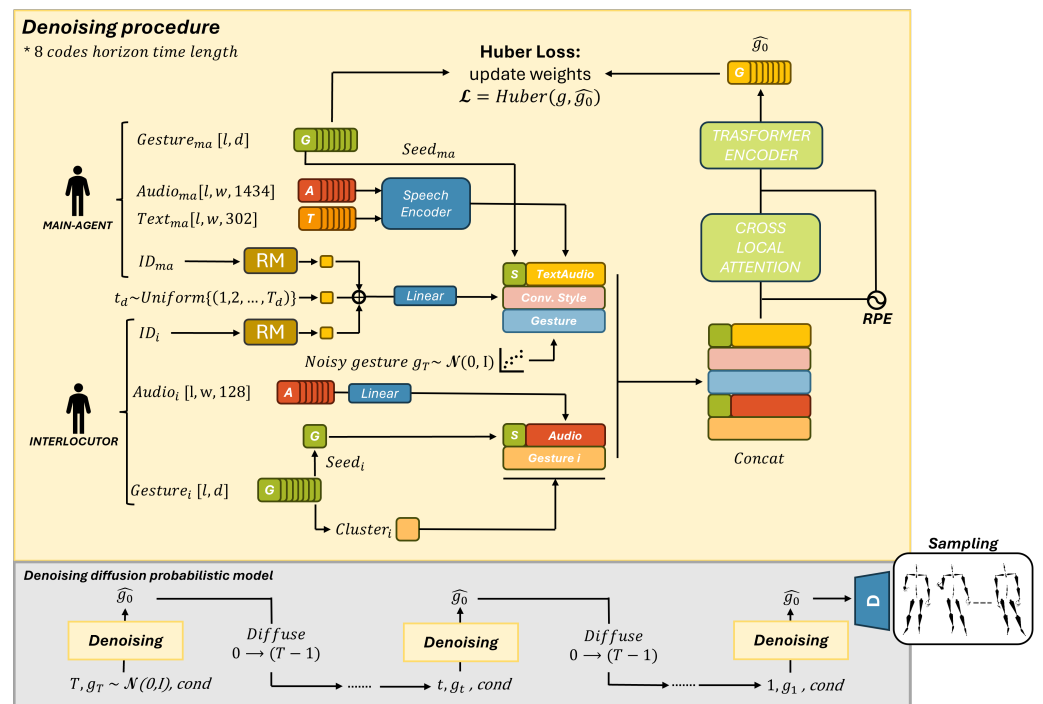 Denoising procedure
* 8 codes horizon time length
Huber Loss:
update weights
𝓛 = Huber(g, ĝ₀)
ĝ₀
G
Gesture_ma [l, d]
G
Seed_ma
TRASFORMER
ENCODER
Audio_ma[l, w, 1434]
A
Speech
Encoder
Text_ma[l, w, 302]
T
MAIN-AGENT
CROSS
LOCAL
ATTENTION
ID_ma
RM
S
TextAudio
t_d~Uniform{(1,2, ..., T_d)}
Linear
Conv. Style
Gesture
RPE
ID_i
RM
Noisy gesture g_T~ 𝒩(0, I)
Audio_i [l, w, 128]
A
Linear
INTERLOCUTOR
G
S
Audio
Seed_i
Gesture i
Concat
Gesture_i [l, d]
G
Cluster_i
Sampling
Denoising diffusion probabilistic model
ĝ₀
ĝ₀
ĝ₀
D
Denoising
Diffuse
0 → (T − 1)
Denoising
Diffuse
0 → (T − 1)
Denoising
T, g_T ~ 𝒩(0,I), cond
........
t, g_t , cond
........
1, g_1 , cond